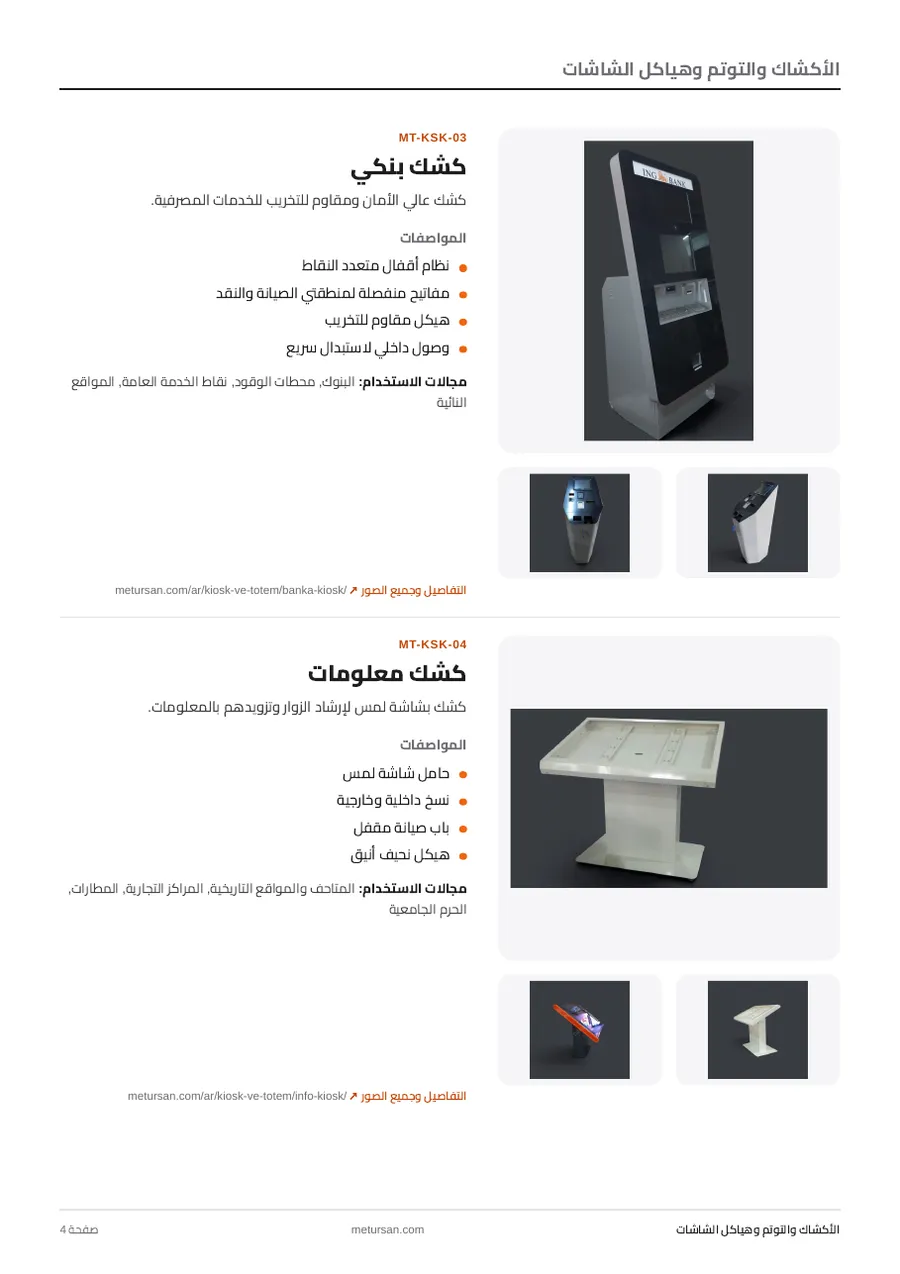 الأكشاك والتوتم وهياكل الشاشات
MT-KSK-03
كشك بنكي
كشك عالي الأمان ومقاوم للتخريب للخدمات المصرفية.
المواصفات
نظام أقفال متعدد النقاط
مفاتيح منفصلة لمنطقتي الصيانة والنقد
هيكل مقاوم للتخريب
وصول داخلي لاستبدال سريع
مجالات الاستخدام: البنوك, محطات الوقود, نقاط الخدمة العامة, المواقع
النائية
ING BANK
التفاصيل وجميع الصور ↗ metursan.com/ar/kiosk-ve-totem/banka-kiosk/
MT-KSK-04
كشك معلومات
كشك بشاشة لمس لإرشاد الزوار وتزويدهم بالمعلومات.
المواصفات
حامل شاشة لمس
نسخ داخلية وخارجية
باب صيانة مقفل
هيكل نحيف أنيق
مجالات الاستخدام: المتاحف والمواقع التاريخية, المراكز التجارية, المطارات,
الحرم الجامعية
التفاصيل وجميع الصور ↗ metursan.com/ar/kiosk-ve-totem/info-kiosk/
الأكشاك والتوتم وهياكل الشاشات
metursan.com
صفحة 4